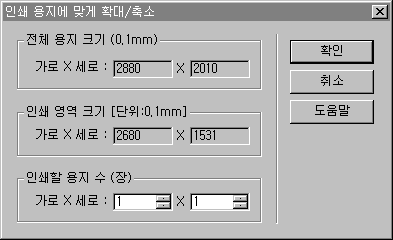 인쇄 용지에 맞게 확대/축소
전체 용지 크기 (0,1mm)
가로 X 세로 : 2880 X 2010
인쇄 영역 크기 [단위:0,1mm]
가로 X 세로 : 2680 X 1531
인쇄할 용지 수 (장)
가로 X 세로 : 1 X 1
확인
취소
도움말